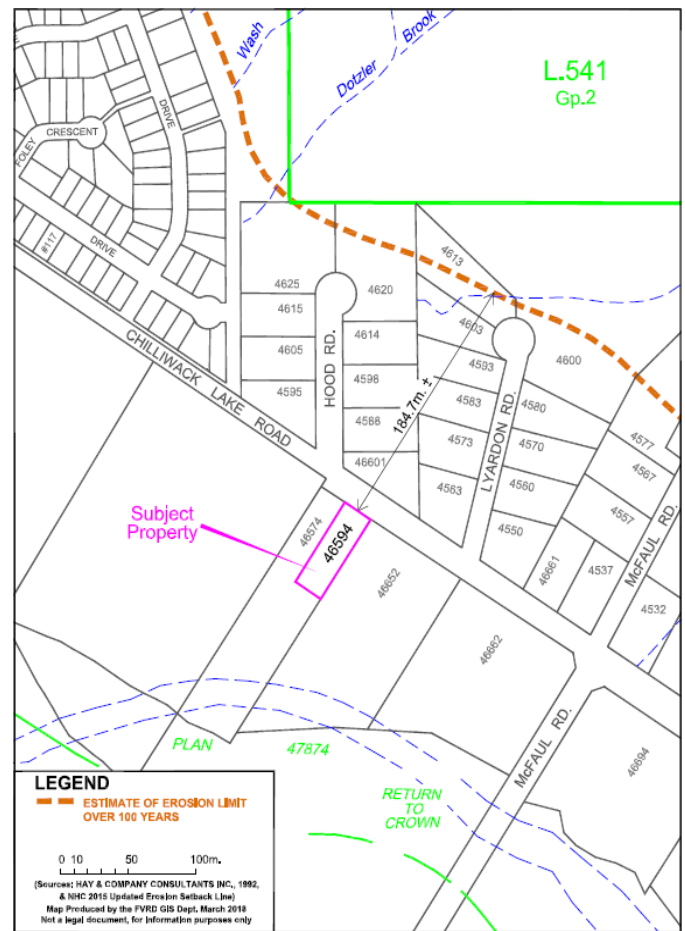 Wash
Dotzler Brook
L.541
Gp.2
FOLEY
CRESCENT
DRIVE
#117
DRIVE
4613
4625
4620
4615
4603
4614
4605
4593
4600
HOOD RD.
184.7m. ±
4595
4598
4583
4580
4588
4573
4570
4577
CHILLIWACK LAKE ROAD
LYARDON RD.
46601
4563
4560
4567
4550
4557
McFAUL RD.
Subject
Property
46574
46594
46661
4537
46652
4532
46662
PLAN 47874
McFAUL RD.
46694
RETURN
TO
CROWN
LEGEND
ESTIMATE OF EROSION LIMIT
OVER 100 YEARS
0 10 50 100m.
(Sources: HAY & COMPANY CONSULTANTS INC., 1992,
& NHC 2015 Updated Erosion Setback Line)
Map Produced by the FVRD GIS Dept. March 2018
Not a legal document, for information purposes only